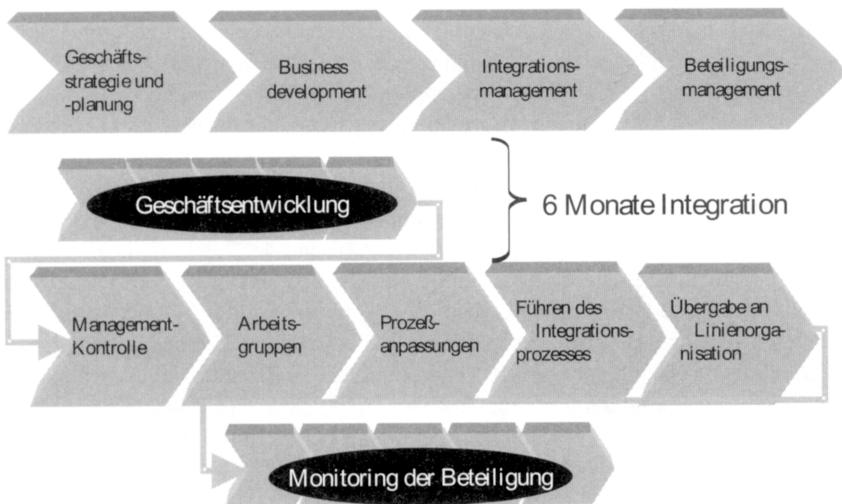 Geschäfts-
strategie und
-planung
Business
development
Integrations-
management
Beteiligungs-
management
Geschäftsentwicklung
6 Monate Integration
Management-
Kontrolle
Arbeits-
gruppen
Prozeß-
anpassungen
Führen des
Integrations-
prozesses
Übergabe an
Linienorga-
nisation
Monitoring der Beteiligung